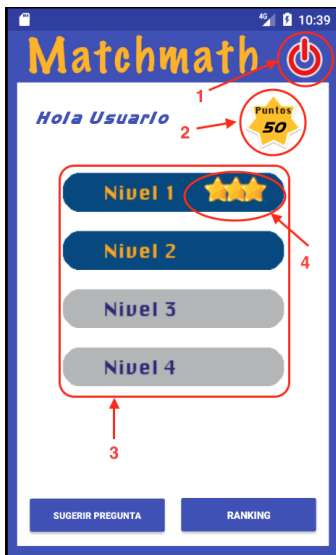 4G 10:39
Matchmath
1
Hola Usuario
Puntos
50
2
Nivel 1
4
Nivel 2
Nivel 3
Nivel 4
3
SUGERIR PREGUNTA RANKING